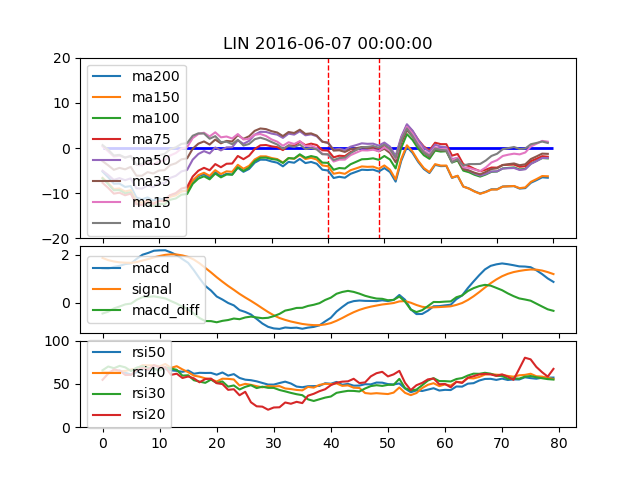 LIN 2016-06-07 00:00:00
20
10
0
−10
−20
ma200
ma150
ma100
ma75
ma50
ma35
ma15
ma10
2
0
macd
signal
macd_diff
100
50
0
rsi50
rsi40
rsi30
rsi20
0 10 20 30 40 50 60 70 80